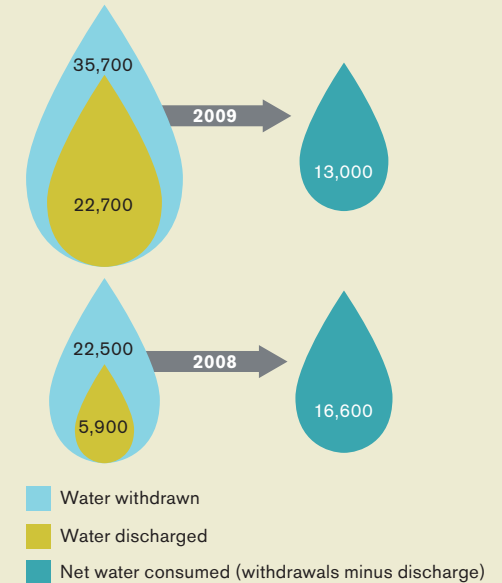 35,700
2009
13,000
22,700
22,500
2008
16,600
5,900
Water withdrawn
Water discharged
Net water consumed (withdrawals minus discharge)